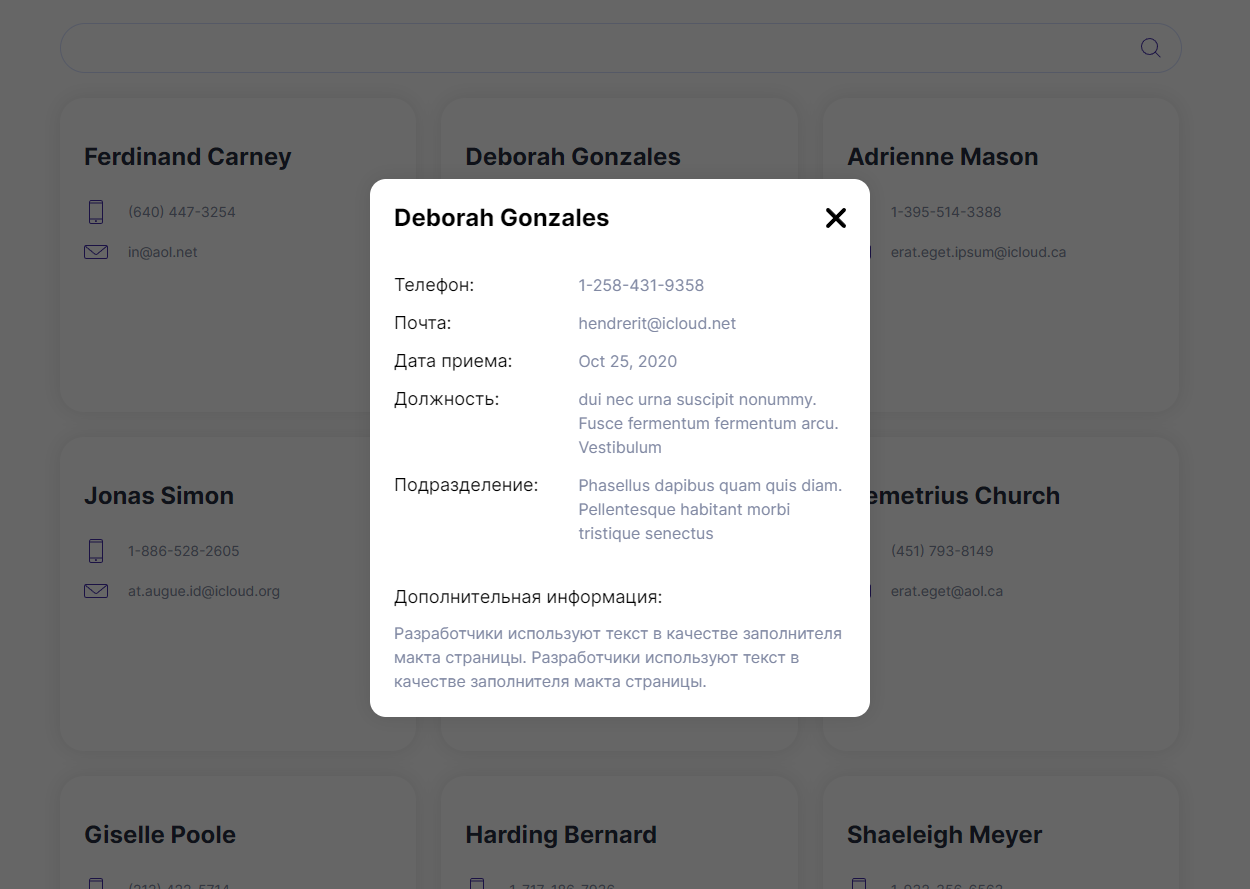 Ferdinand Carney
(640) 447-3254
in@aol.net
Deborah Gonzales
Adrienne Mason
1-395-514-3388
erat.eget.ipsum@icloud.ca
Deborah Gonzales
Телефон: 1-258-431-9358
Почта: hendrerit@icloud.net
Дата приема: Oct 25, 2020
Должность: dui nec urna suscipit nonummy.
Fusce fermentum fermentum arcu.
Vestibulum
Подразделение: Phasellus dapibus quam quis diam.
Pellentesque habitant morbi
tristique senectus
Дополнительная информация:
Разработчики используют текст в качестве заполнителя
макта страницы. Разработчики используют текст в
качестве заполнителя макта страницы.
Jonas Simon
1-886-528-2605
at.augue.id@icloud.org
emetrius Church
(451) 793-8149
erat.eget@aol.ca
Giselle Poole
Harding Bernard
Shaeleigh Meyer